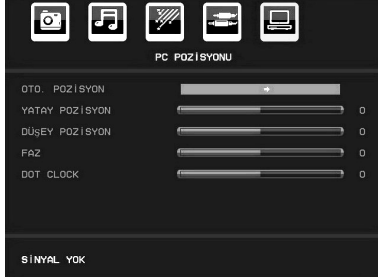 PC POZİSYONU
OTO. POZİSYON
YATAY POZİSYON 0
DÜŞEY POZİSYON 0
FAZ 0
DOT CLOCK 0
SİNYAL YOK